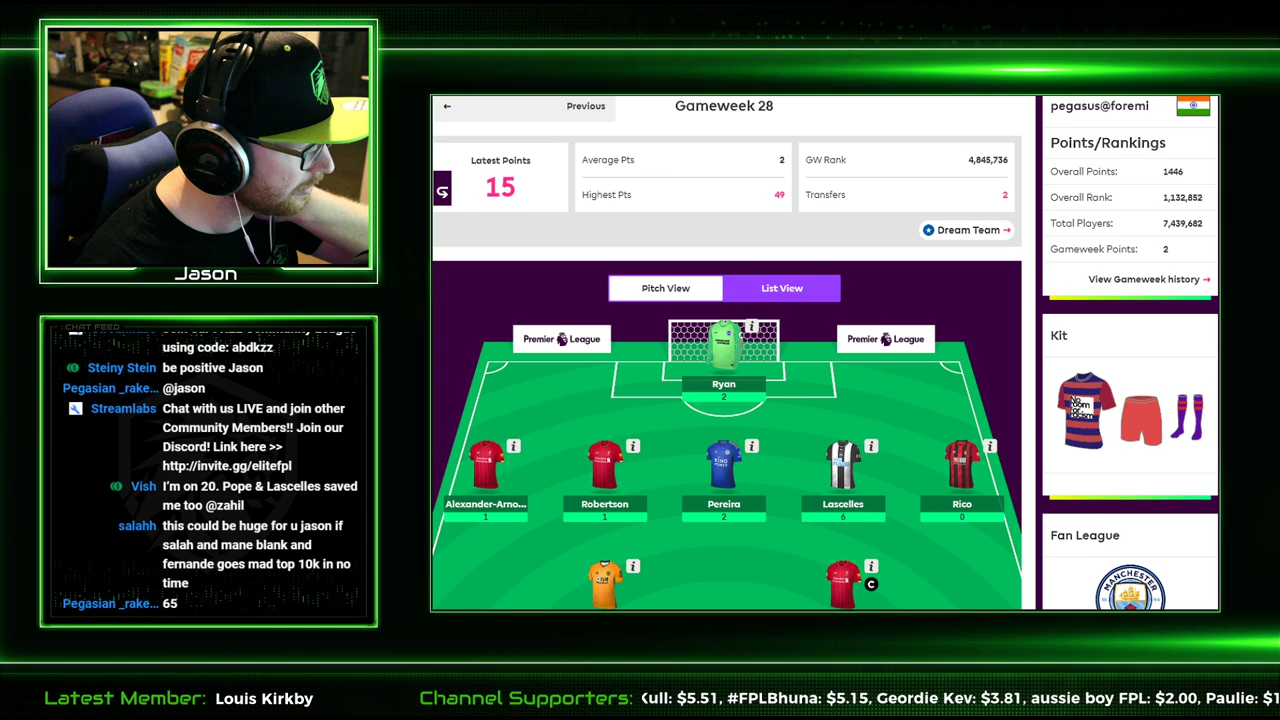 Jason
CHAT FEED
using code: abdkzz
Steiny Stein be positive Jason
Pegasian _rake... @jason
Streamlabs Chat with us LIVE and join other
Community Members!! Join our
Discord! Link here >>
http://invite.gg/elitefpl
Vish I'm on 20. Pope & Lascelles saved
me too @zahil
salahh this could be huge for u jason if
salah and mane blank and
fernande goes mad top 10k in no
time
Pegasian _rake... 65
← Previous
Gameweek 28
Latest Points
15
Average Pts 2
Highest Pts 49
GW Rank 4,845,736
Transfers 2
Dream Team →
Pitch View
List View
Premier League
Premier League
Ryan
2
Alexander-Arno...
1
Robertson
1
Pereira
2
Lascelles
6
Rico
0
C
pegasus@foremi
Points/Rankings
Overall Points: 1446
Overall Rank: 1,132,852
Total Players: 7,439,682
Gameweek Points: 2
View Gameweek history →
Kit
No
Room
For
Racism
Fan League
MANCHESTER
Latest Member: Louis Kirkby
Channel Supporters: Kull: $5.51, #FPLBhuna: $5.15, Geordie Kev: $3.81, aussie boy FPL: $2.00, Paulie: $1